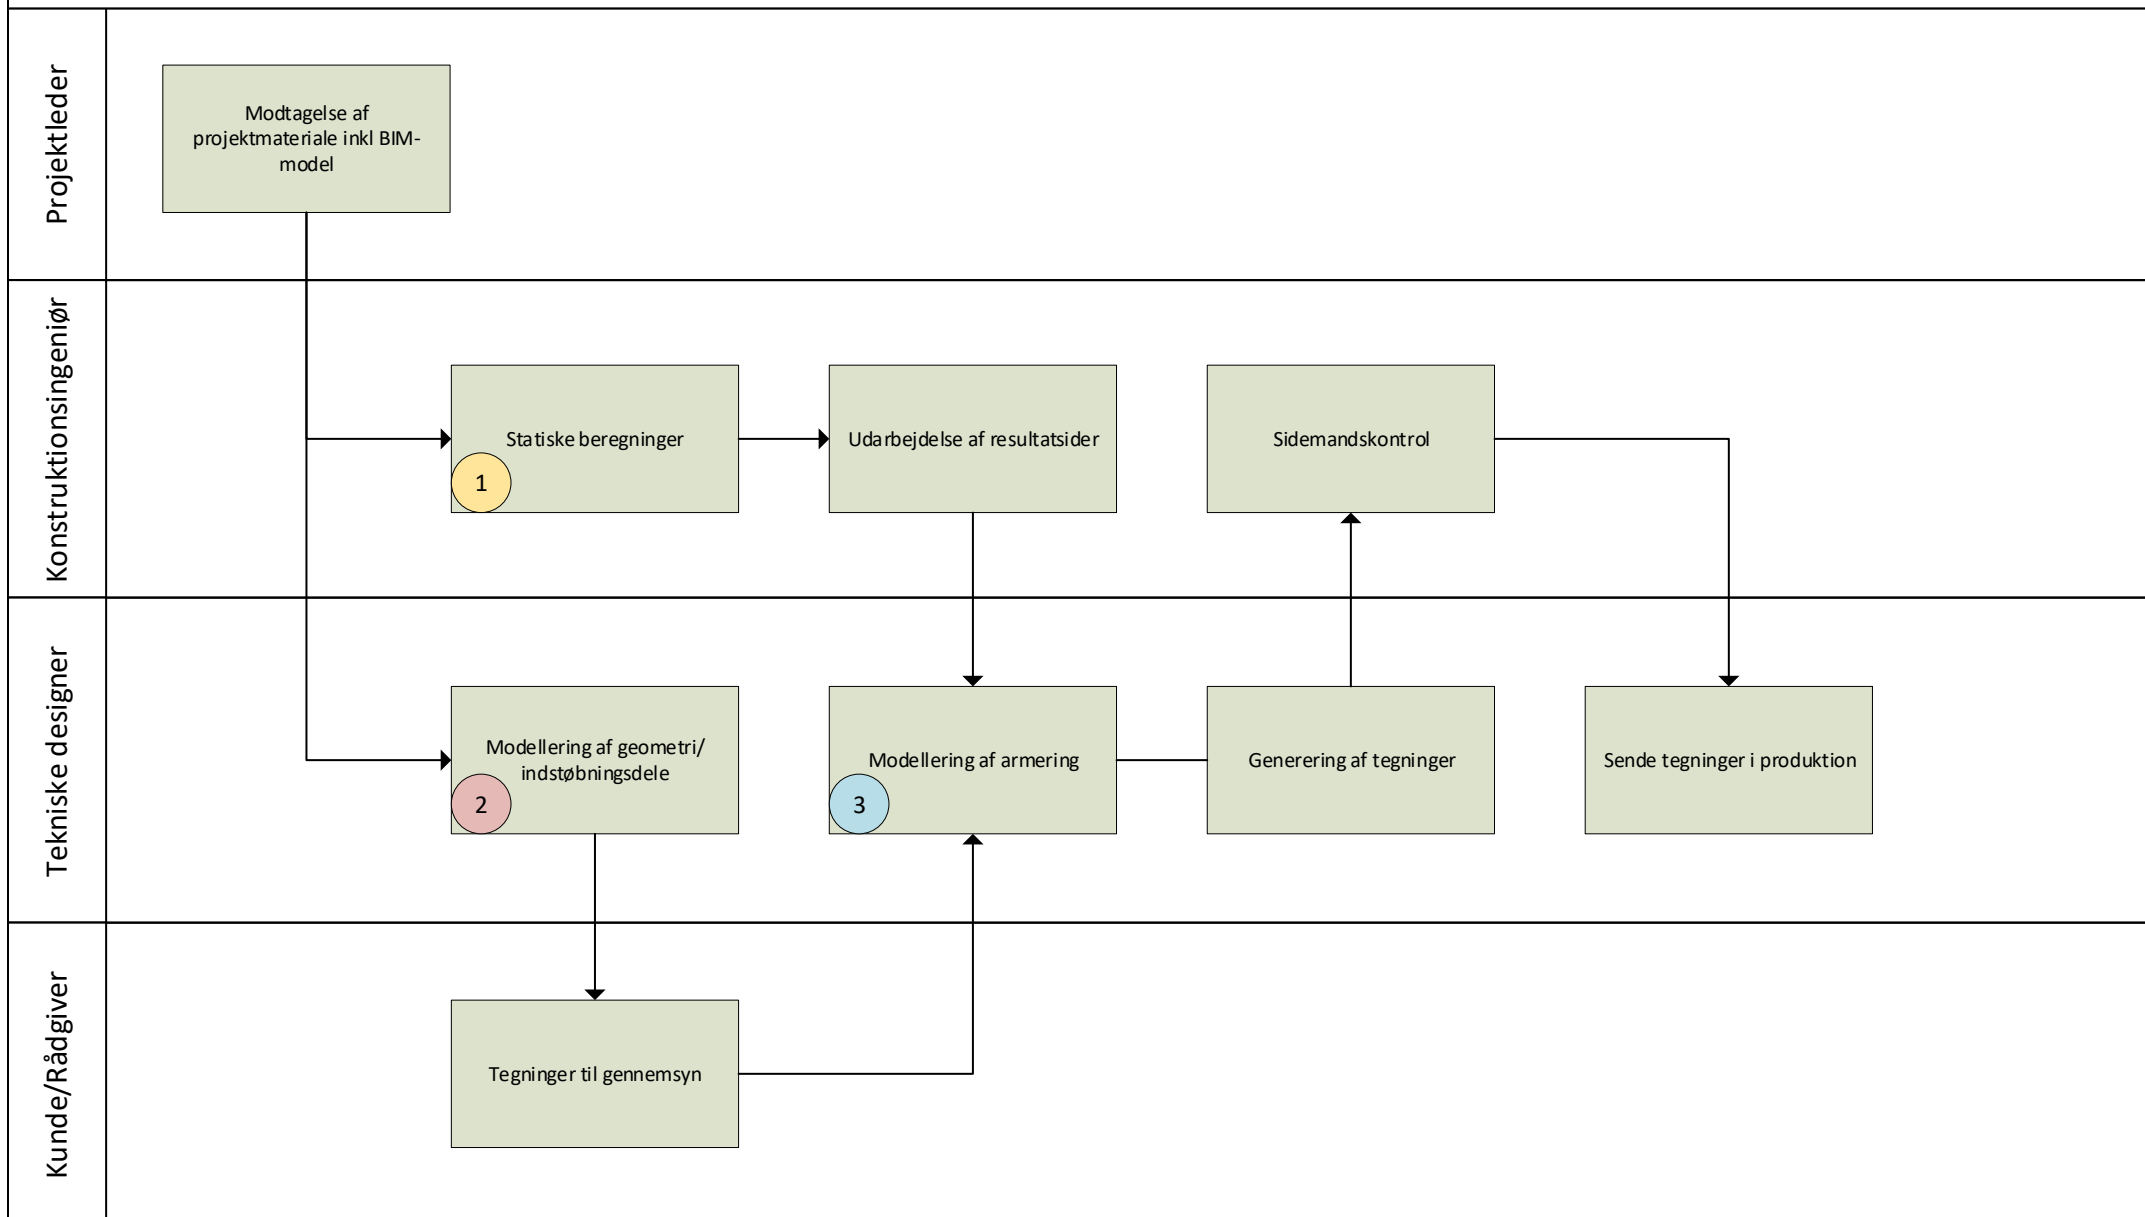 Projektleder
Modtagelse af
projektmateriale inkl BIM-
model
Konstruktionsingeniør
Statiske beregninger
1
Udarbejdelse af resultatsider
Sidemandskontrol
Tekniske designer
Modellering af geometri/
indstøbningsdele
2
Modellering af armering
3
Generering af tegninger
Sende tegninger i produktion
Kunde/Rådgiver
Tegninger til gennemsyn